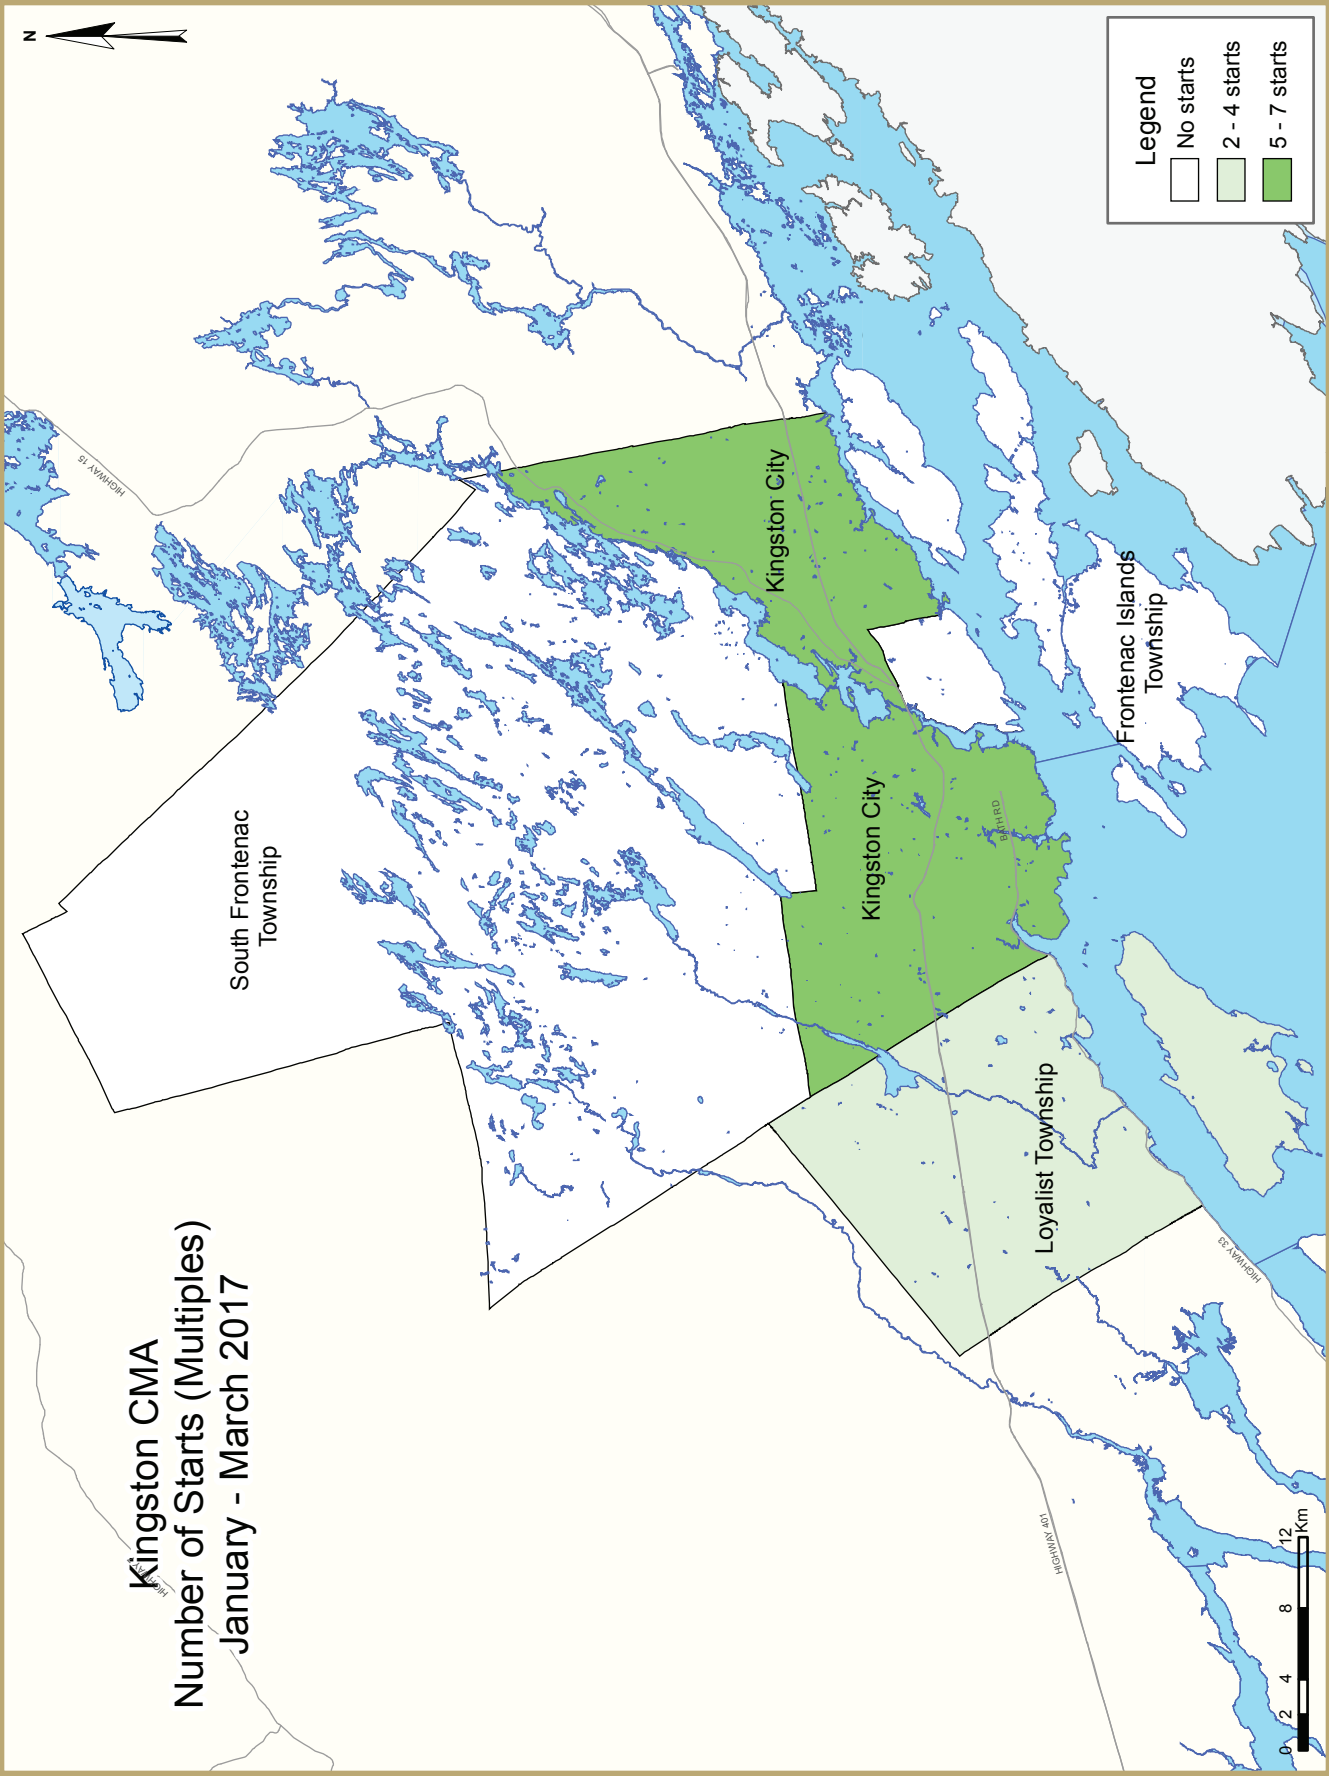 Kingston CMA
Number of Starts (Multiples)
January - March 2017
N
HIGHWAY
HIGHWAY 15
South Frontenac
Township
Kingston City
Kingston City
BATH RD
Frontenac Islands
Township
Loyalist Township
HIGHWAY 33
HIGHWAY 401
Legend
No starts
2 - 4 starts
5 - 7 starts
0 2 4 8 12
Km